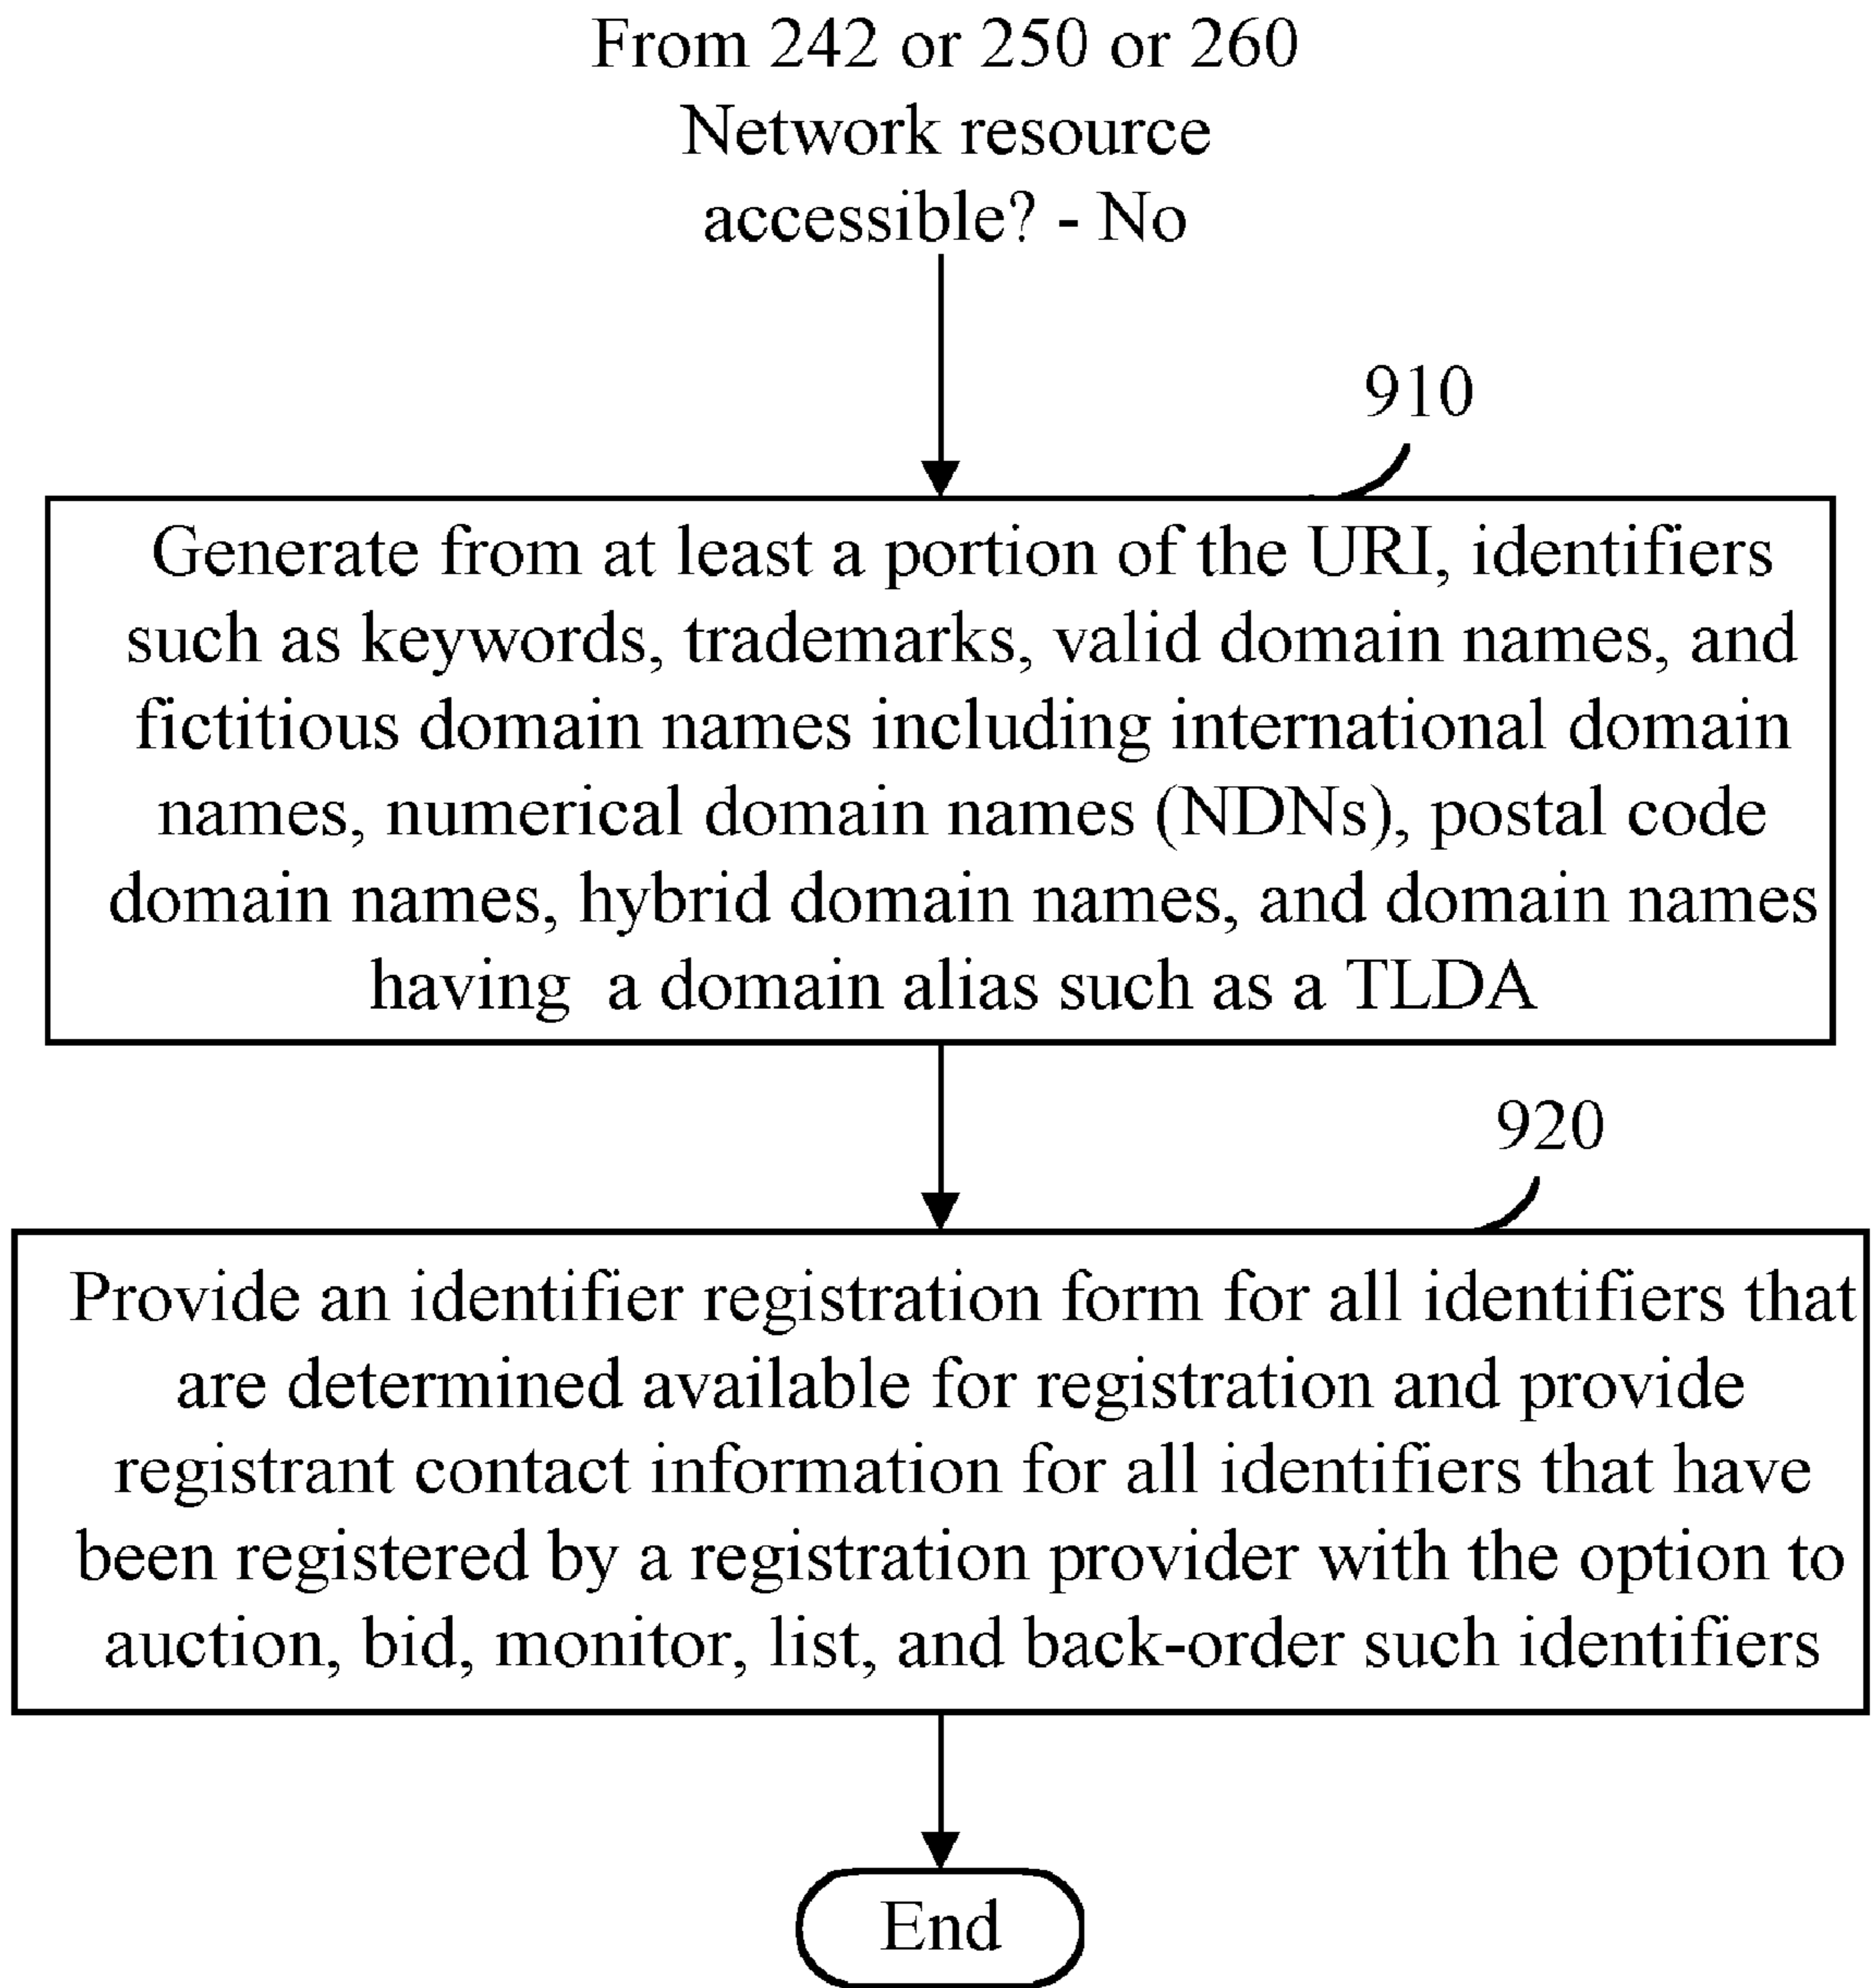 From 242 or 250 or 260
Network resource
accessible? - No
910
Generate from at least a portion of the URI, identifiers
such as keywords, trademarks, valid domain names, and
fictitious domain names including international domain
names, numerical domain names (NDNs), postal code
domain names, hybrid domain names, and domain names
having a domain alias such as a TLDA
920
Provide an identifier registration form for all identifiers that
are determined available for registration and provide
registrant contact information for all identifiers that have
been registered by a registration provider with the option to
auction, bid, monitor, list, and back-order such identifiers
End